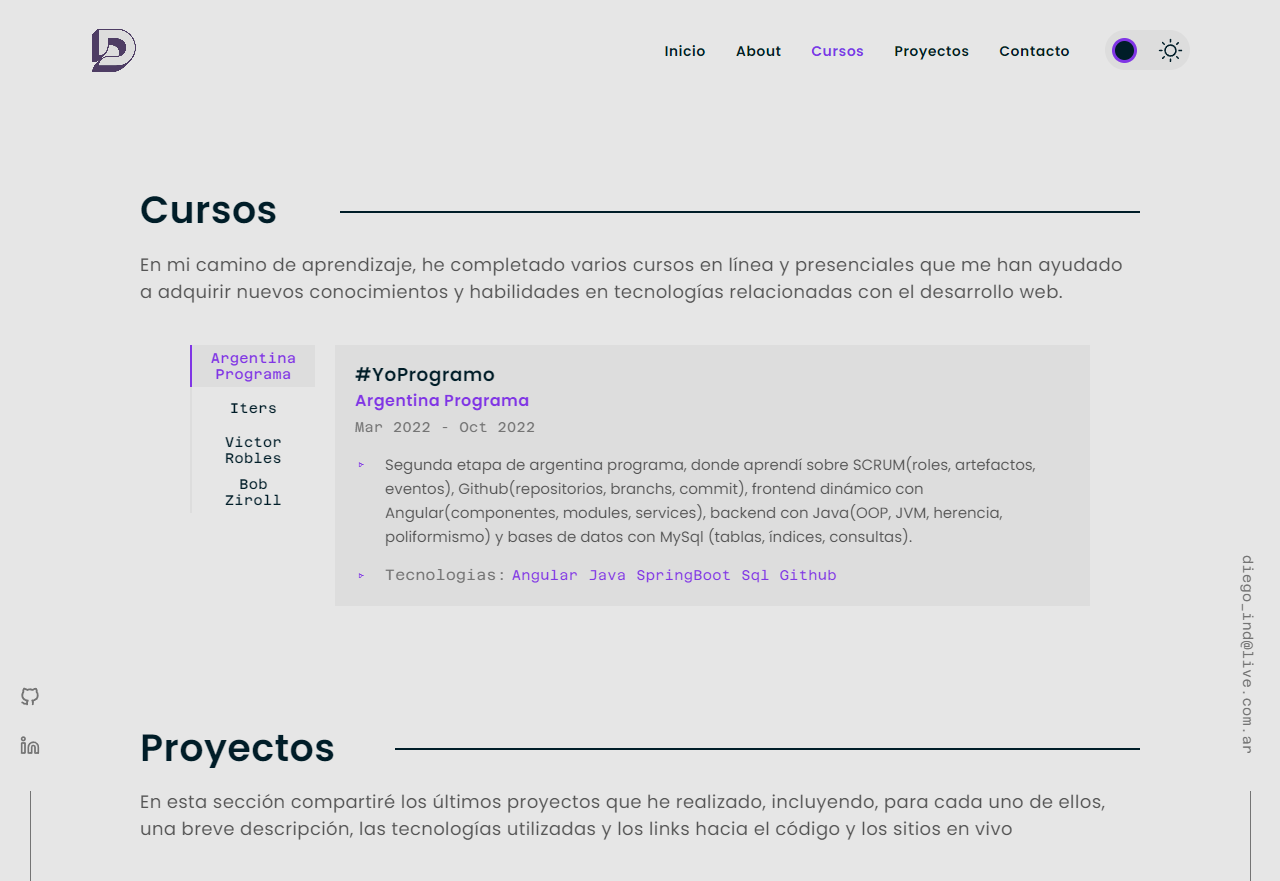 Inicio About Cursos Proyectos Contacto
Cursos
En mi camino de aprendizaje, he completado varios cursos en línea y presenciales que me han ayudado
a adquirir nuevos conocimientos y habilidades en tecnologías relacionadas con el desarrollo web.
Argentina
Programa
Iters
Victor
Robles
Bob
Ziroll
#YoProgramo
Argentina Programa
Mar 2022 - Oct 2022
Segunda etapa de argentina programa, donde aprendí sobre SCRUM(roles, artefactos,
eventos), Github(repositorios, branchs, commit), frontend dinámico con
Angular(componentes, modules, services), backend con Java(OOP, JVM, herencia,
poliformismo) y bases de datos con MySql (tablas, índices, consultas).
Tecnologias: Angular Java SpringBoot Sql Github
diego_ind@live.com.ar
Proyectos
En esta sección compartiré los últimos proyectos que he realizado, incluyendo, para cada uno de ellos,
una breve descripción, las tecnologías utilizadas y los links hacia el código y los sitios en vivo